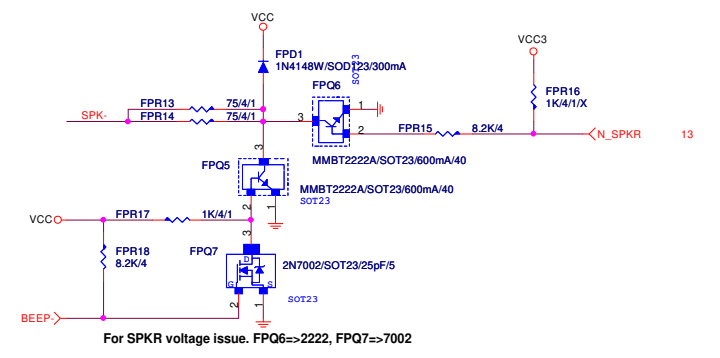 VCC
FPD1
1N4148W/SOD123/300mA
SOT23
VCC3
FPQ6
FPR13 75/4/1
SPK-
FPR14 75/4/1
3
1
2
FPR16
1K/4/1/X
FPR15 8.2K/4
N_SPKR 13
MMBT2222A/SOT23/600mA/40
3
FPQ5
MMBT2222A/SOT23/600mA/40
SOT23
2
1
VCC
FPR17 1K/4/1
3
FPR18
8.2K/4
FPQ7
D
2N7002/SOT23/25pF/5
G
S
SOT23
2
1
BEEP-
For SPKR voltage issue. FPQ6=>2222, FPQ7=>7002